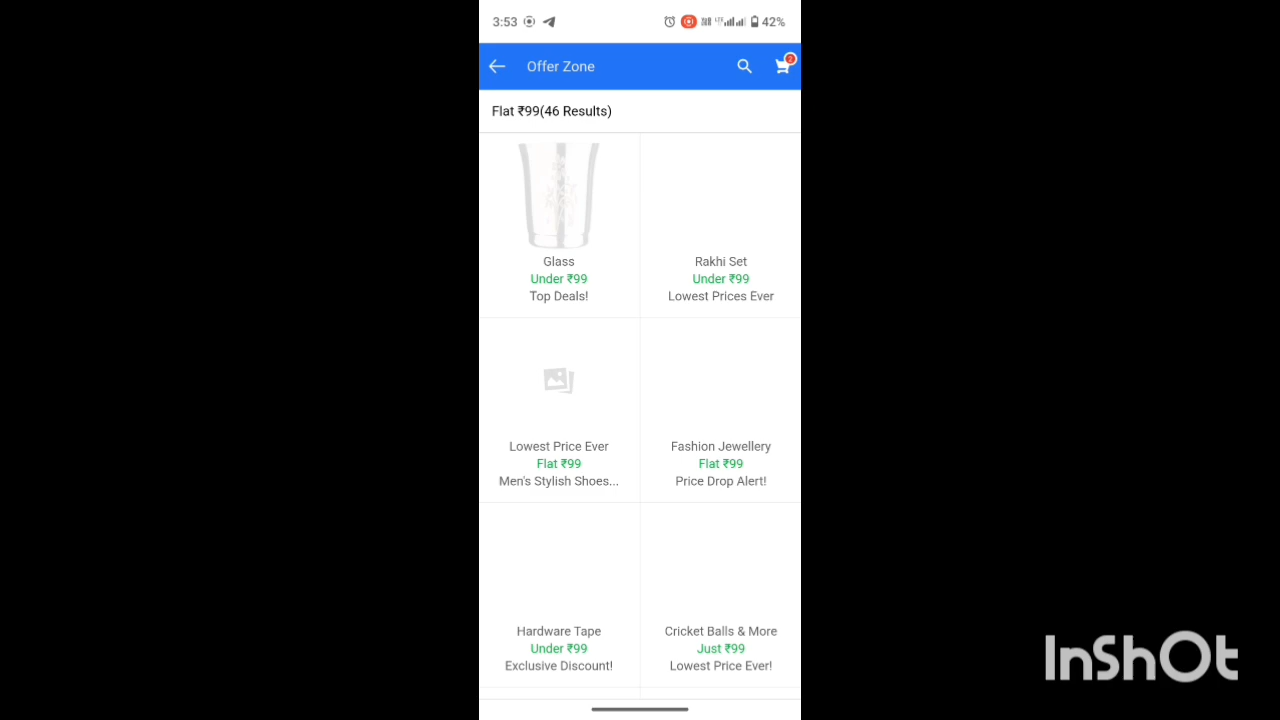 3:53 42%
Offer Zone 2
Flat ₹99(46 Results)
Glass
Under ₹99
Top Deals!
Rakhi Set
Under ₹99
Lowest Prices Ever
Lowest Price Ever
Flat ₹99
Men's Stylish Shoes...
Fashion Jewellery
Flat ₹99
Price Drop Alert!
Hardware Tape
Under ₹99
Exclusive Discount!
Cricket Balls & More
Just ₹99
Lowest Price Ever!
InShOt